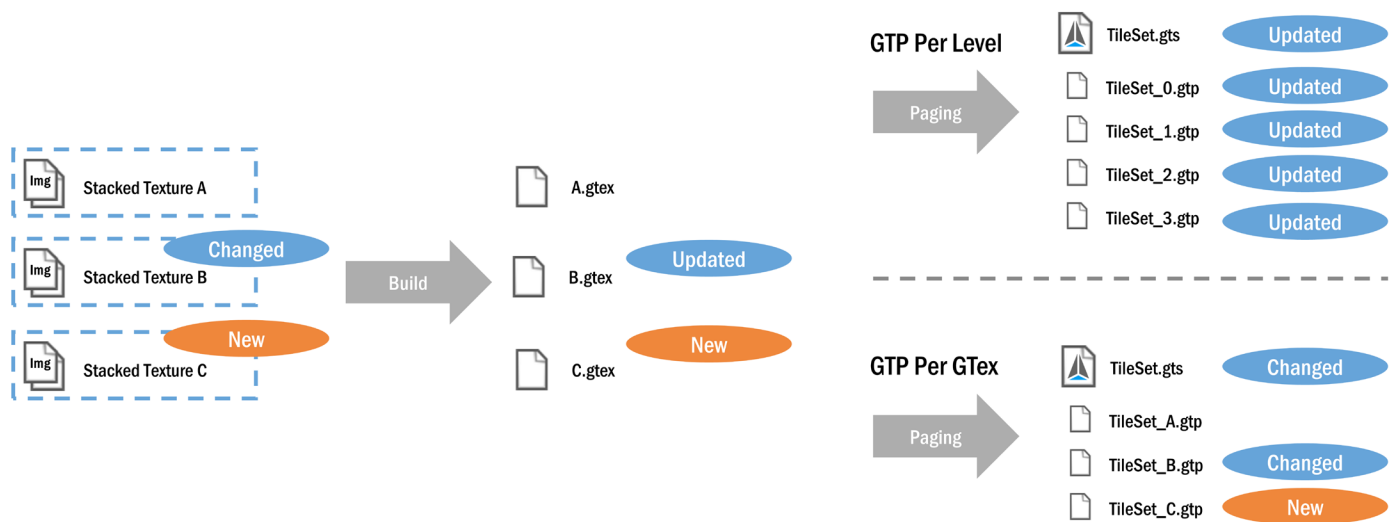 Img
Stacked Texture A
Changed
Img
Stacked Texture B
New
Img
Stacked Texture C
Build
A.gtex
B.gtex
Updated
C.gtex
New
GTP Per Level
Paging
TileSet.gts
Updated
TileSet_0.gtp
Updated
TileSet_1.gtp
Updated
TileSet_2.gtp
Updated
TileSet_3.gtp
Updated
GTP Per GTex
Paging
TileSet.gts
Changed
TileSet_A.gtp
TileSet_B.gtp
Changed
TileSet_C.gtp
New